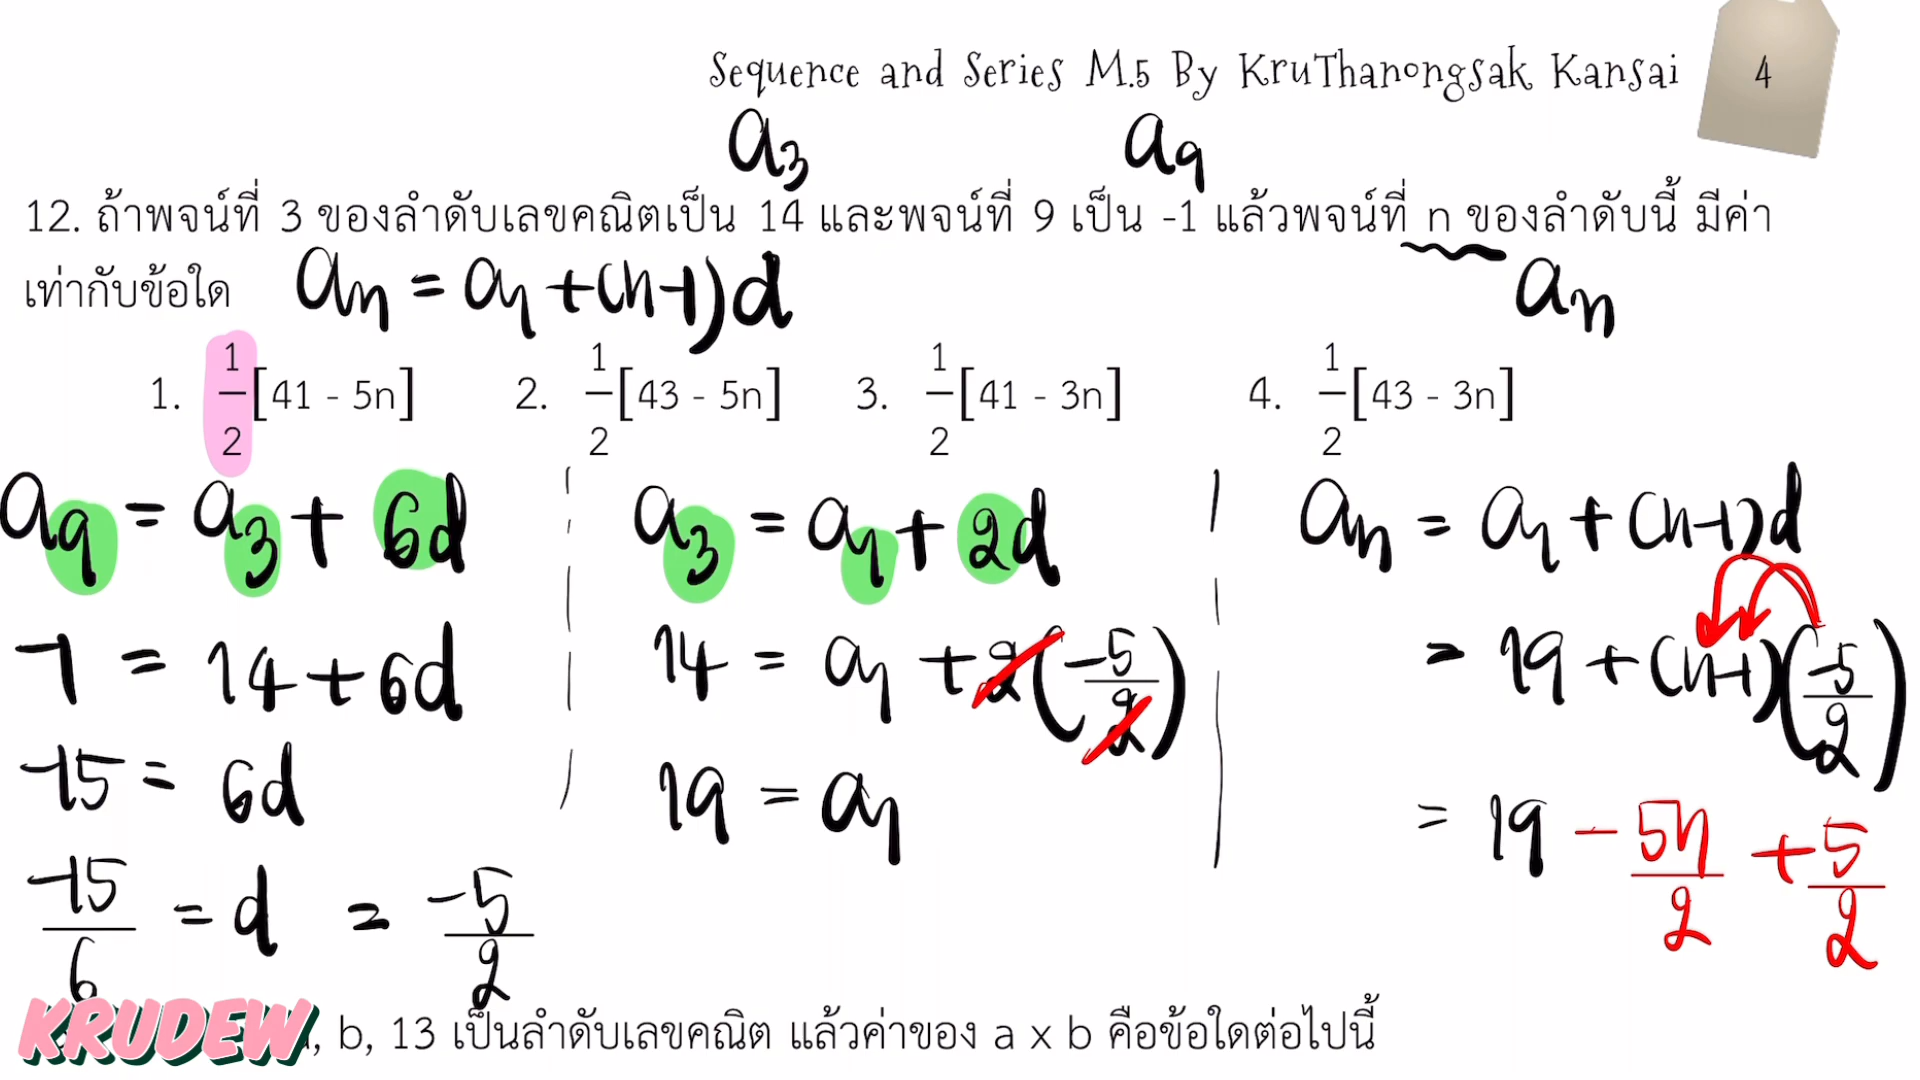 Sequence and Series M.5 By KruThanongsak Kansai 4
a₃ a₉
12. ถ้าพจน์ที่ 3 ของลำดับเลขคณิตเป็น 14 และพจน์ที่ 9 เป็น -1 แล้วพจน์ที่ n ของลำดับนี้ มีค่า
เท่ากับข้อใด aₙ = a₁ + (n-1)d aₙ
1. 1/2 [41 - 5n] 2. 1/2 [43 - 5n] 3. 1/2 [41 - 3n] 4. 1/2 [43 - 3n]
a₉ = a₃ + 6d
-1 = 14 + 6d
-15 = 6d
-15/6 = d = -5/2
a₃ = a₁ + 2d
14 = a₁ + 2(-5/2)
19 = a₁
aₙ = a₁ + (n-1)d
= 19 + (n-1)(-5/2)
= 19 - 5n/2 + 5/2
, b, 13 เป็นลำดับเลขคณิต แล้วค่าของ a x b คือข้อใดต่อไปนี้
KRUDEW